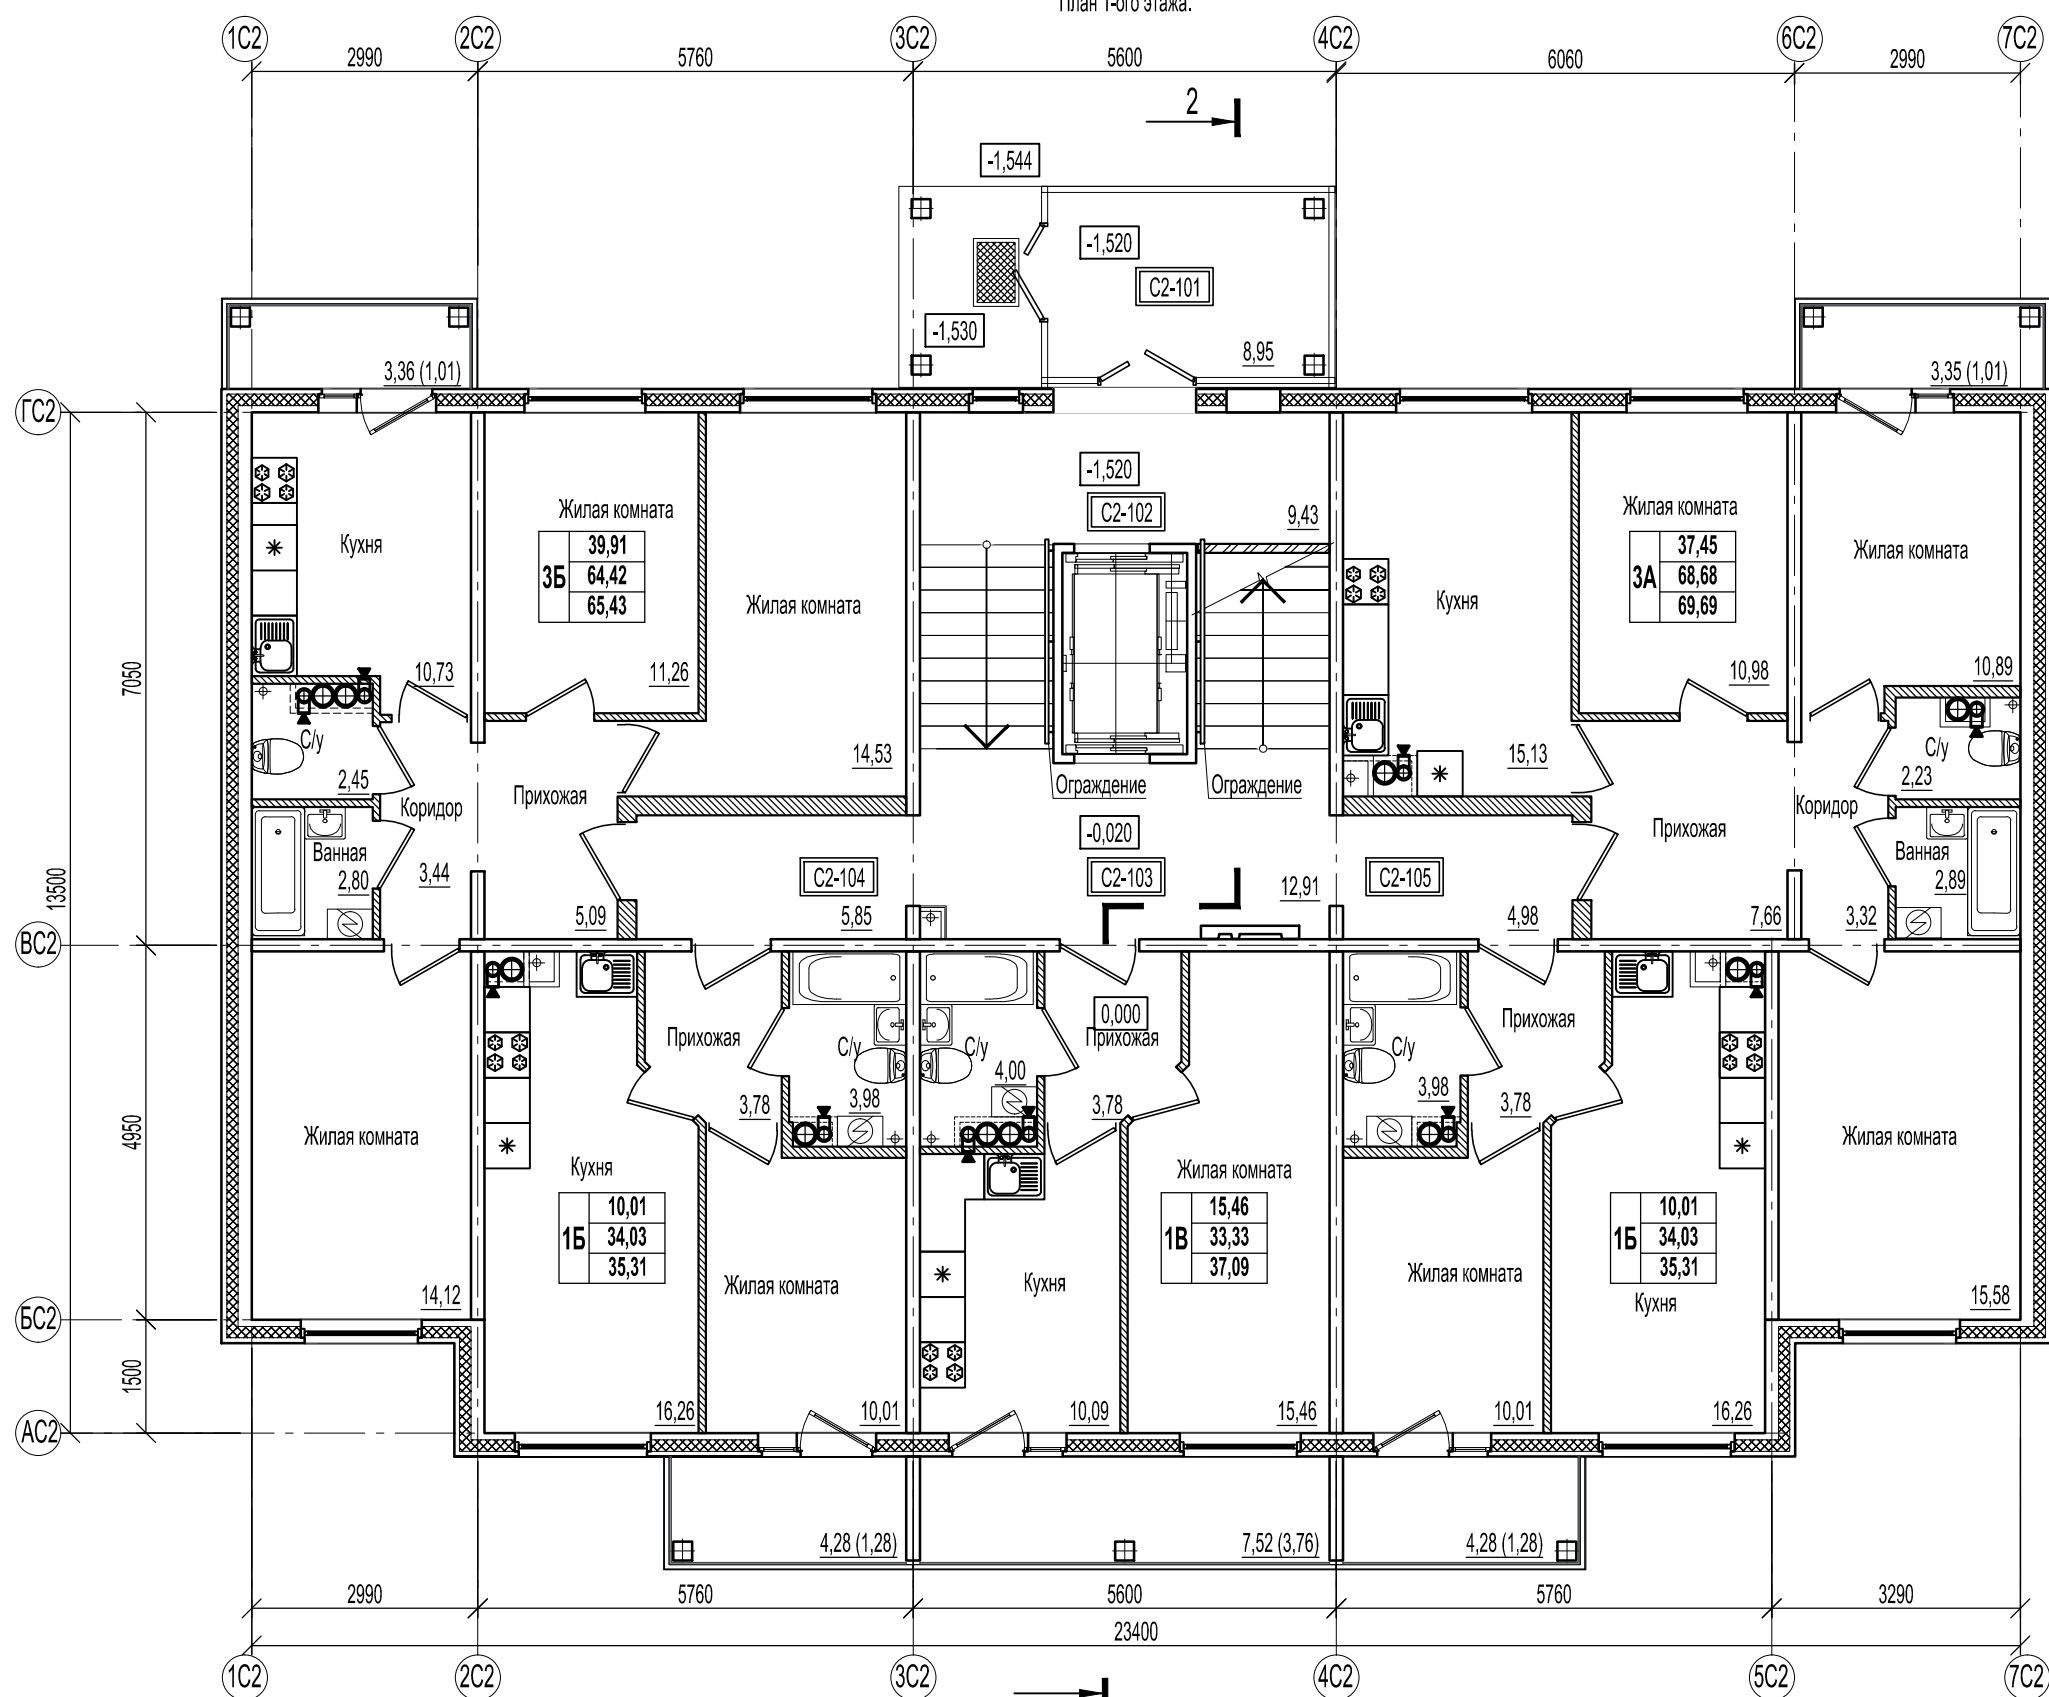 План 1-ого этажа.
1С2 2С2 3С2 4С2 6С2 7С2
2990 5760 5600 6060 2990
2
-1,544
-1,520
С2-101
-1,530
8,95
3,36 (1,01)
3,35 (1,01)
ГС2
-1,520
С2-102
9,43
Жилая комната
39,91
3Б 64,42
65,43
Кухня
Жилая комната
Жилая комната
37,45
3А 68,68
69,69
Жилая комната
Кухня
10,73
11,26
14,53
15,13
10,98
10,89
7050
С/у
2,45
С/у
2,23
Ограждение
Ограждение
Коридор
Прихожая
Прихожая
Коридор
-0,020
Ванная
2,80
3,44
С2-104
С2-103
12,91
С2-105
Ванная
2,89
13500
5,09
5,85
4,98
7,66
3,32
ВС2
0,000
Прихожая
С/у
С/у
Прихожая
С/у
Прихожая
4,00
3,78
3,98
3,78
3,98
3,78
4950
Жилая комната
Кухня
10,01
1Б 34,03
35,31
Жилая комната
Кухня
Жилая комната
15,46
1В 33,33
37,09
Жилая комната
10,01
1Б 34,03
35,31
Кухня
Жилая комната
14,12
15,58
БС2
1500
16,26
10,01
10,09
15,46
10,01
16,26
АС2
4,28 (1,28)
7,52 (3,76)
4,28 (1,28)
2990 5760 5600 5760 3290
23400
1С2 2С2 3С2 4С2 5С2 7С2